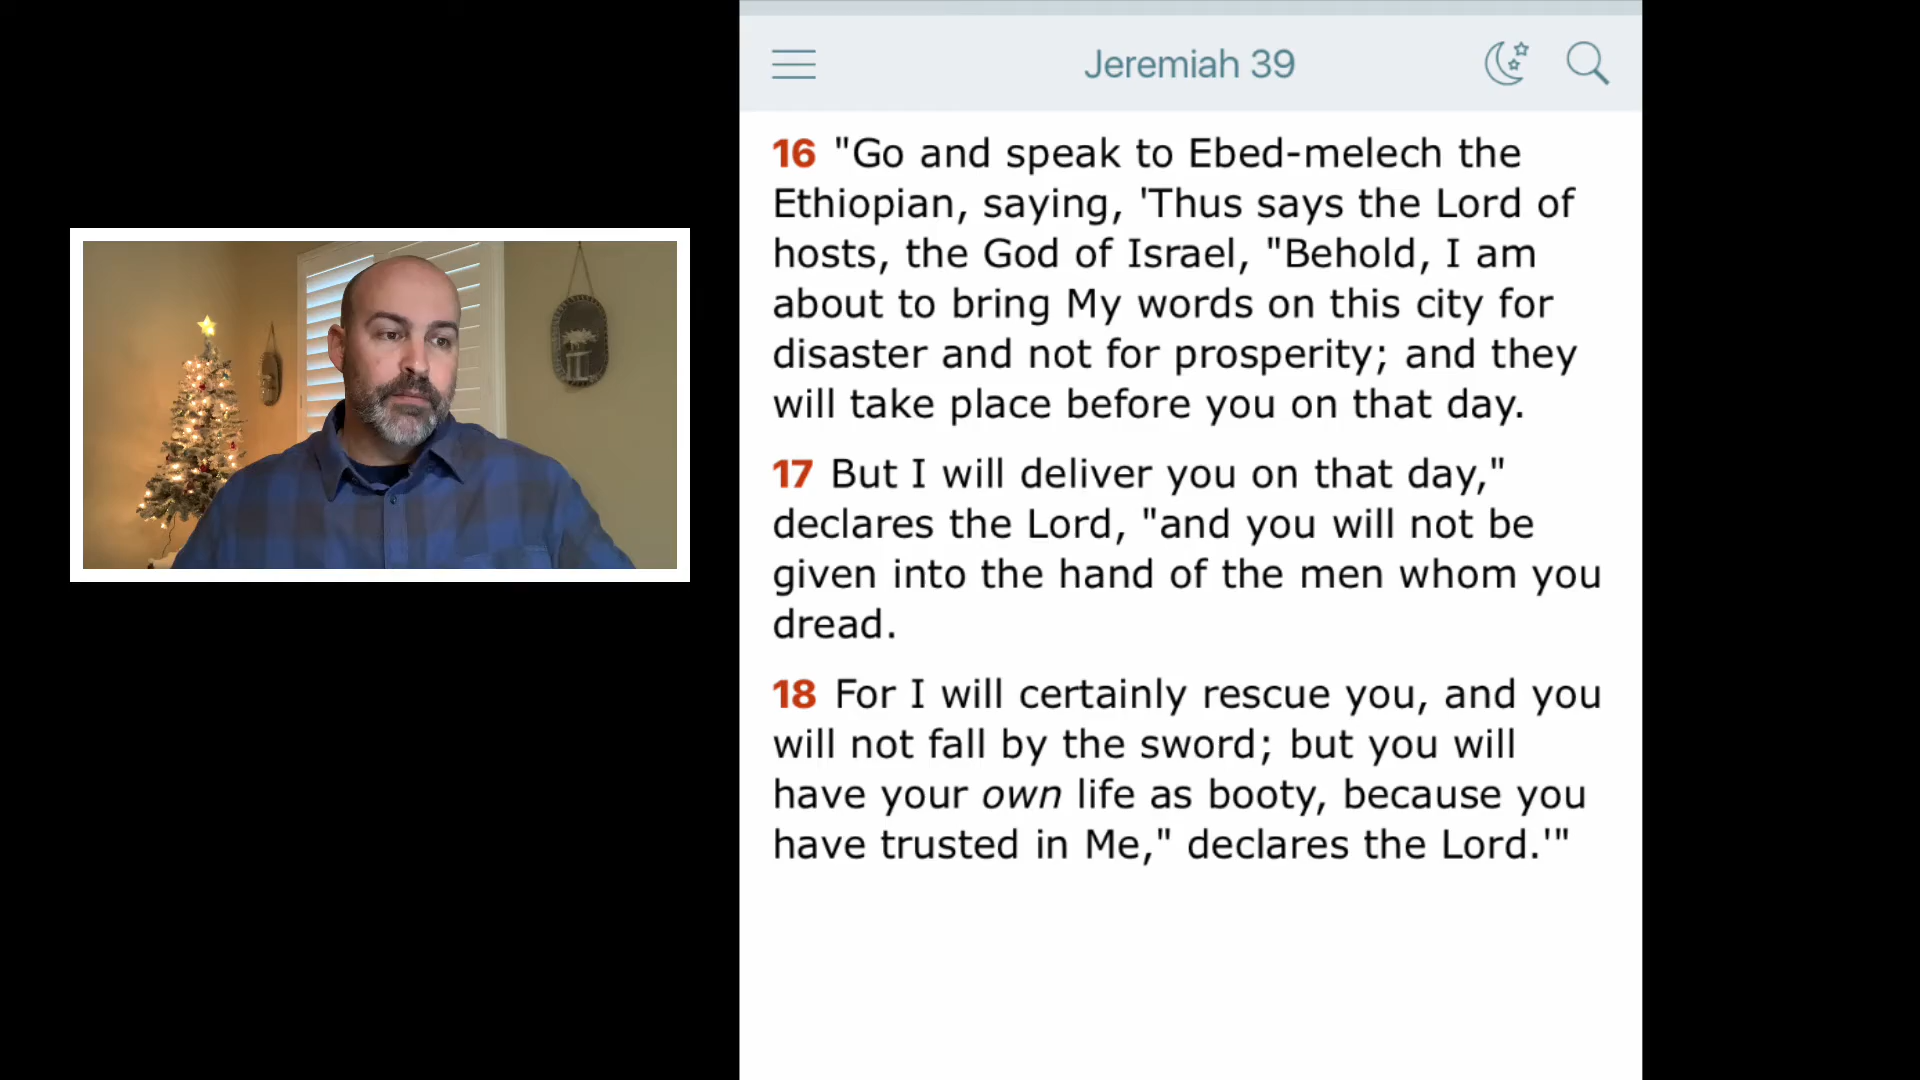 Jeremiah 39
16 "Go and speak to Ebed-melech the
Ethiopian, saying, 'Thus says the Lord of
hosts, the God of Israel, "Behold, I am
about to bring My words on this city for
disaster and not for prosperity; and they
will take place before you on that day.
17 But I will deliver you on that day,"
declares the Lord, "and you will not be
given into the hand of the men whom you
dread.
18 For I will certainly rescue you, and you
will not fall by the sword; but you will
have your own life as booty, because you
have trusted in Me," declares the Lord.'"